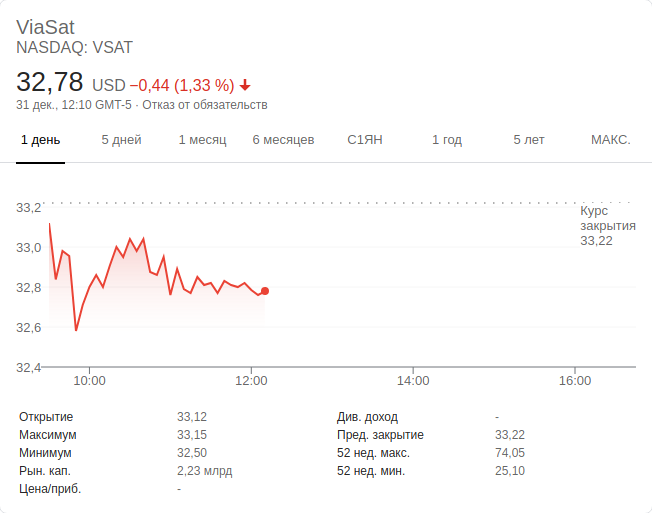 ViaSat
NASDAQ: VSAT
32,78 USD −0,44 (1,33 %)
31 дек., 12:10 GMT-5 · Отказ от обязательств
1 день 5 дней 1 месяц 6 месяцев С1ЯН 1 год 5 лет МАКС.
33,2
33,0
32,8
32,6
32,4
Курс
закрытия
33,22
10:00 12:00 14:00 16:00
Открытие 33,12 Див. доход -
Максимум 33,15 Пред. закрытие 33,22
Минимум 32,50 52 нед. макс. 74,05
Рын. кап. 2,23 млрд 52 нед. мин. 25,10
Цена/приб. -